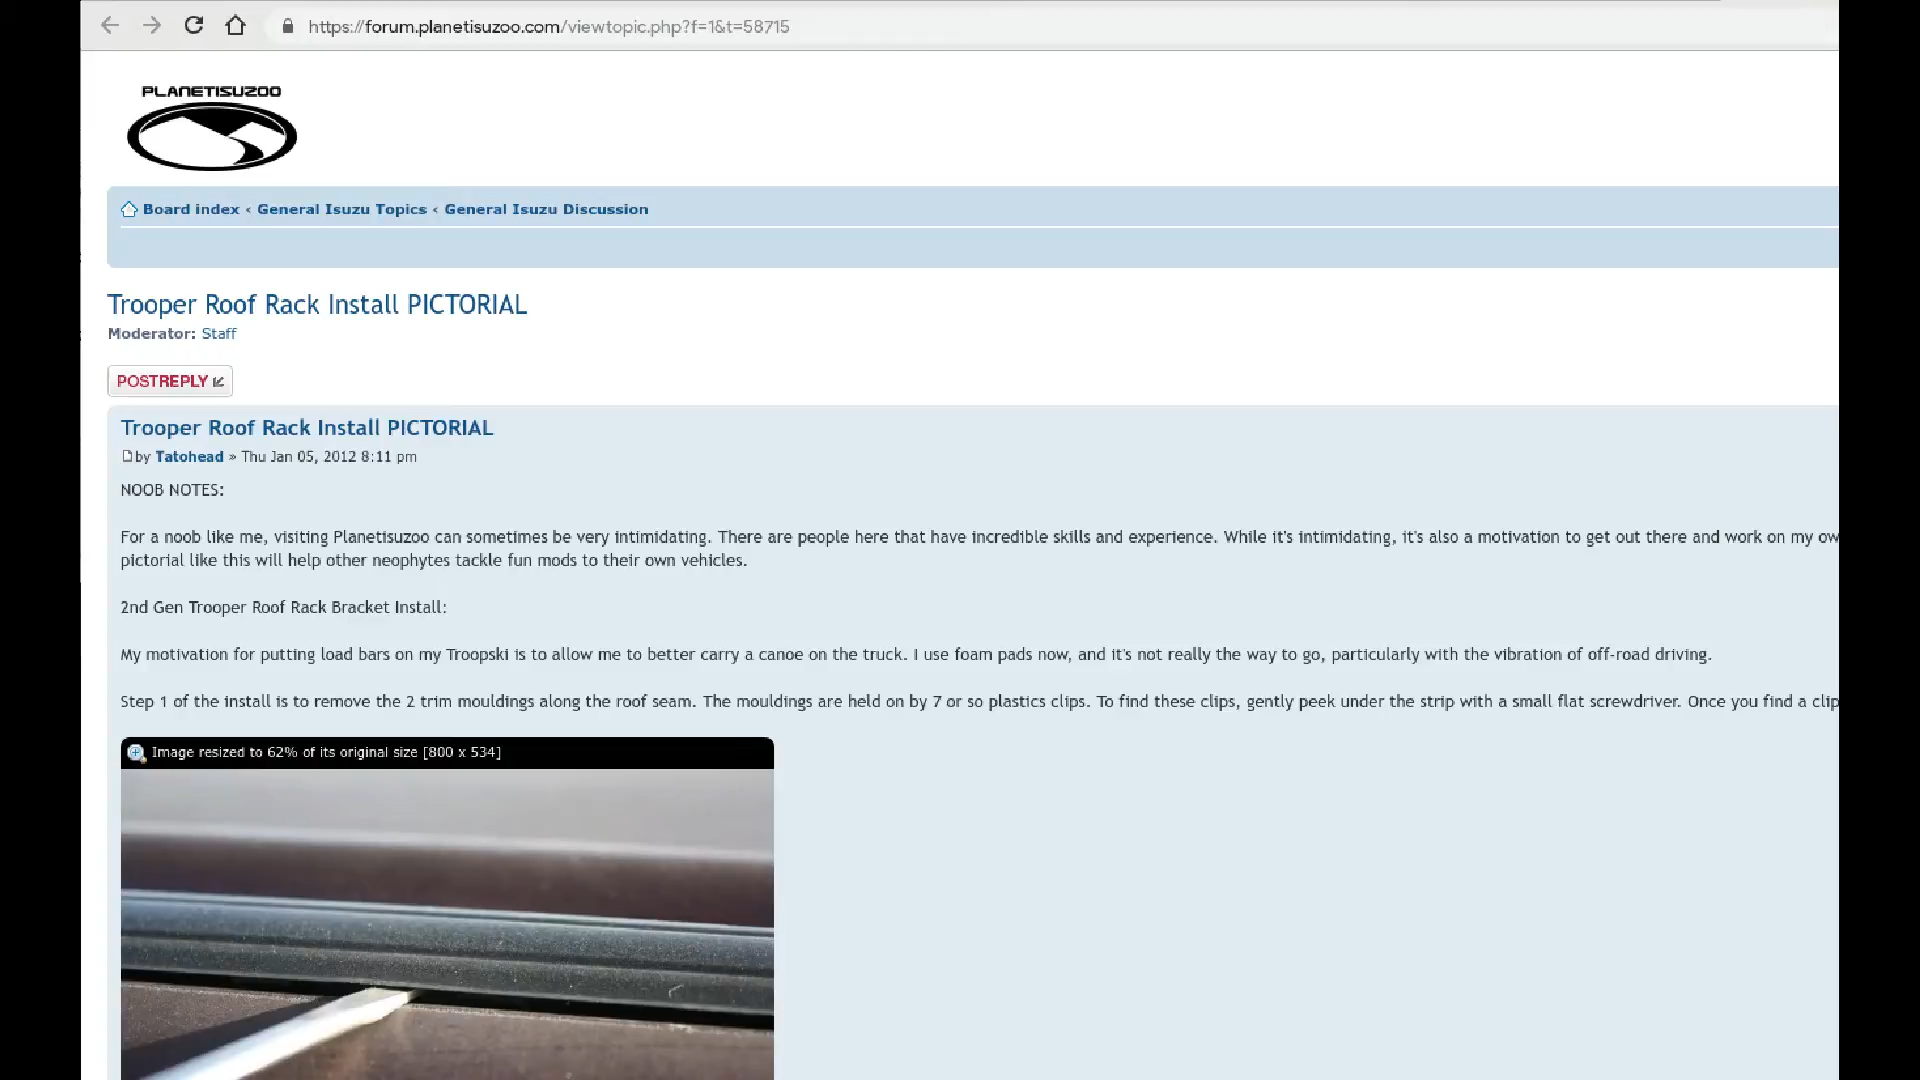 https://forum.planetisuzoo.com/viewtopic.php?f=1&t=58715
PLANETISUZOO
Board index ‹ General Isuzu Topics ‹ General Isuzu Discussion
Trooper Roof Rack Install PICTORIAL
Moderator: Staff
POSTREPLY
Trooper Roof Rack Install PICTORIAL
by Tatohead » Thu Jan 05, 2012 8:11 pm
NOOB NOTES:
For a noob like me, visiting Planetisuzoo can sometimes be very intimidating. There are people here that have incredible skills and experience. While it's intimidating, it's also a motivation to get out there and work on my ow
pictorial like this will help other neophytes tackle fun mods to their own vehicles.
2nd Gen Trooper Roof Rack Bracket Install:
My motivation for putting load bars on my Troopski is to allow me to better carry a canoe on the truck. I use foam pads now, and it's not really the way to go, particularly with the vibration of off-road driving.
Step 1 of the install is to remove the 2 trim mouldings along the roof seam. The mouldings are held on by 7 or so plastics clips. To find these clips, gently peek under the strip with a small flat screwdriver. Once you find a clip
Image resized to 62% of its original size [800 x 534]